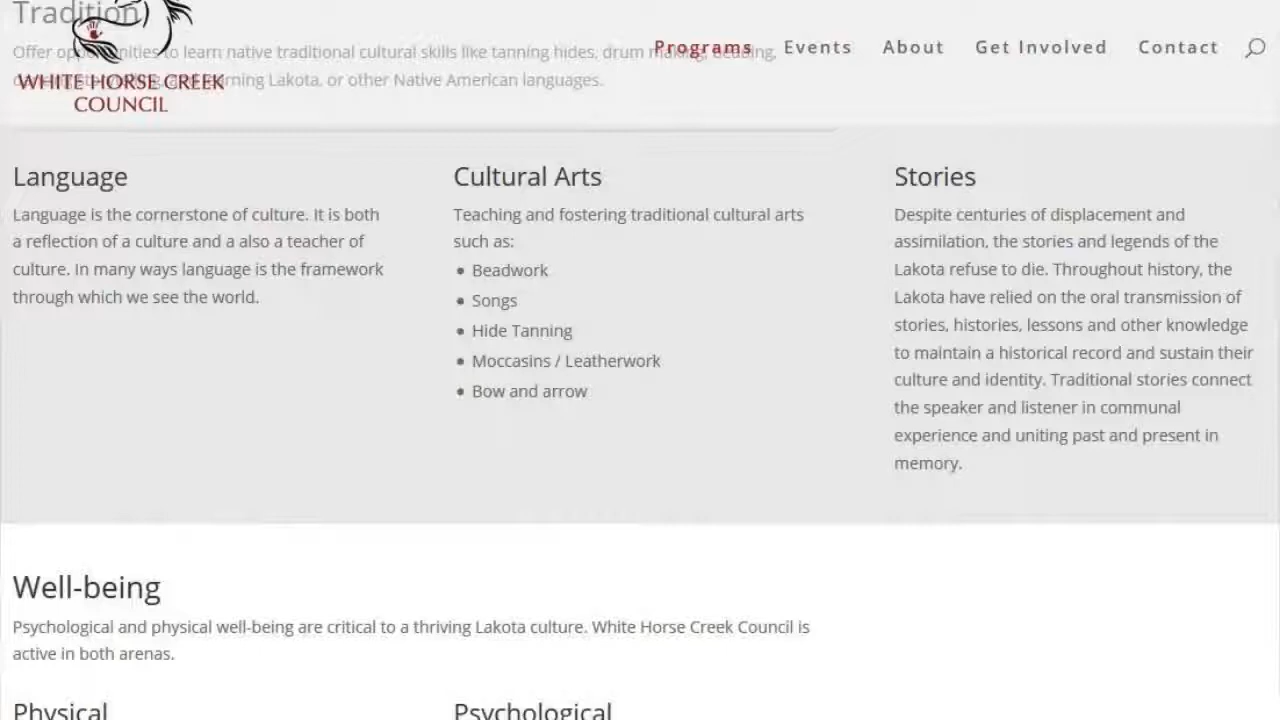 Tradition
Programs Events About Get Involved Contact
Offer opportunities to learn native traditional cultural skills like tanning hides, drum making, beading,
learning Lakota, or other Native American languages.
WHITE HORSE CREEK
COUNCIL
Language
Language is the cornerstone of culture. It is both
a reflection of a culture and a also a teacher of
culture. In many ways language is the framework
through which we see the world.
Cultural Arts
Teaching and fostering traditional cultural arts
such as:
• Beadwork
• Songs
• Hide Tanning
• Moccasins / Leatherwork
• Bow and arrow
Stories
Despite centuries of displacement and
assimilation, the stories and legends of the
Lakota refuse to die. Throughout history, the
Lakota have relied on the oral transmission of
stories, histories, lessons and other knowledge
to maintain a historical record and sustain their
culture and identity. Traditional stories connect
the speaker and listener in communal
experience and uniting past and present in
memory.
Well-being
Psychological and physical well-being are critical to a thriving Lakota culture. White Horse Creek Council is
active in both arenas.
Physical
Psychological